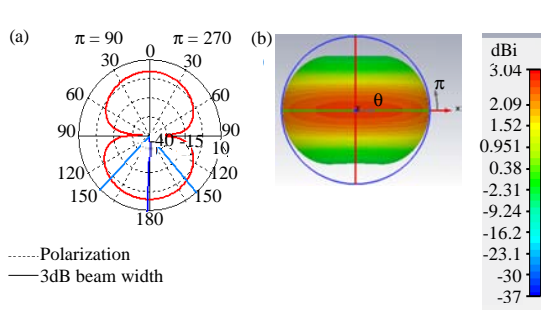 (a)
π = 90
0
π = 270
30
30
60
60
90
90
-40
-15
10
120
120
150
150
180
Polarization
3dB beam width
(b)
θ
π
x
dBi
3.04
2.09
1.52
0.951
0.38
-2.31
-9.24
-16.2
-23.1
-30
-37